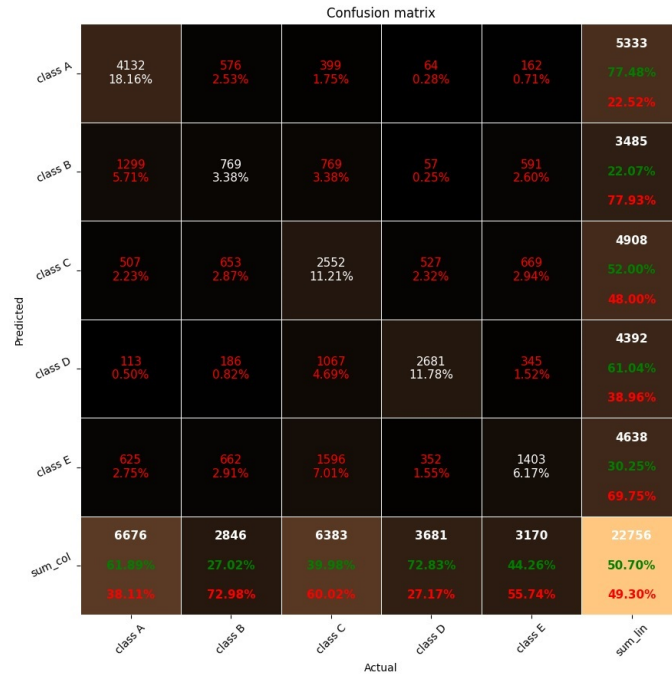 Confusion matrix
Predicted
class A
4132 576 399 64 162 5333
18.16% 2.53% 1.75% 0.28% 0.71% 77.48%
22.52%
class B
1299 769 769 57 591 3485
5.71% 3.38% 3.38% 0.25% 2.60% 22.07%
77.93%
class C
507 653 2552 527 669 4908
2.23% 2.87% 11.21% 2.32% 2.94% 52.00%
48.00%
class D
113 186 1067 2681 345 4392
0.50% 0.82% 4.69% 11.78% 1.52% 61.04%
38.96%
class E
625 662 1596 352 1403 4638
2.75% 2.91% 7.01% 1.55% 6.17% 30.25%
69.75%
sum_col
6676 2846 6383 3681 3170 22756
61.89% 27.02% 39.98% 72.83% 44.26% 50.70%
38.11% 72.98% 60.02% 27.17% 55.74% 49.30%
class A class B class C class D class E sum_lin
Actual